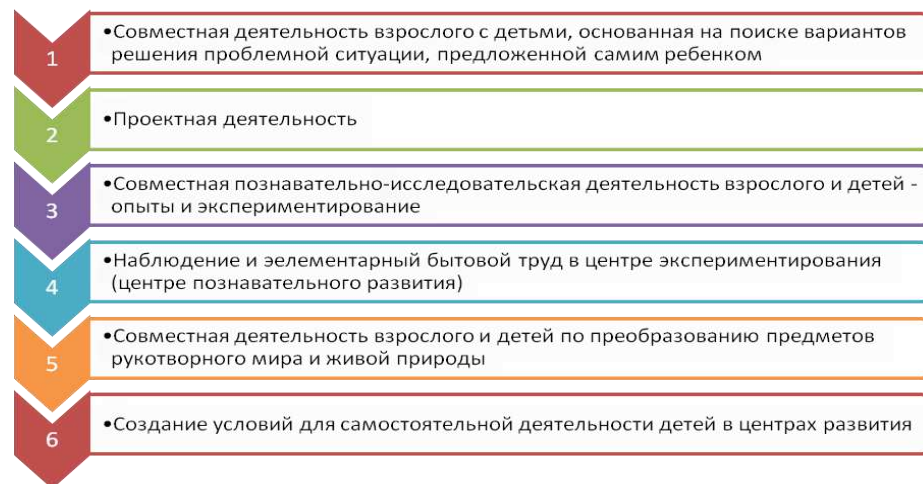 1
•Совместная деятельность взрослого с детьми, основанная на поиске вариантов
решения проблемной ситуации, предложенной самим ребенком
2
•Проектная деятельность
3
•Совместная познавательно-исследовательская деятельность взрослого и детей -
опыты и экспериментирование
4
•Наблюдение и эелементарный бытовой труд в центре экспериментирования
(центре познавательного развития)
5
•Совместная деятельность взрослого и детей по преобразованию предметов
рукотворного мира и живой природы
6
•Создание условий для самостоятельной деятельности детей в центрах развития